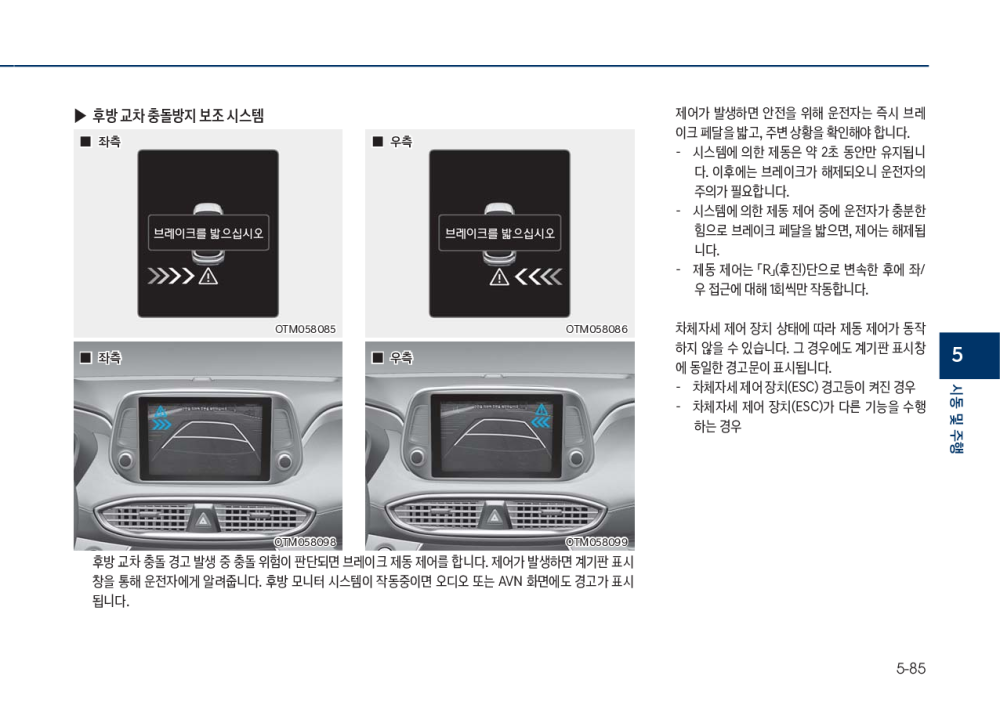 ▶ 후방 교차 충돌방지 보조 시스템
■ 좌측
브레이크를 밟으십시오
OTM058085
■ 우측
브레이크를 밟으십시오
OTM058086
■ 좌측
OTM058098
■ 우측
OTM058099
후방 교차 충돌 경고 발생 중 충돌 위험이 판단되면 브레이크 제동 제어를 합니다. 제어가 발생하면 계기판 표시
창을 통해 운전자에게 알려줍니다. 후방 모니터 시스템이 작동중이면 오디오 또는 AVN 화면에도 경고가 표시
됩니다.
제어가 발생하면 안전을 위해 운전자는 즉시 브레
이크 페달을 밟고, 주변 상황을 확인해야 합니다.
- 시스템에 의한 제동은 약 2초 동안만 유지됩니
다. 이후에는 브레이크가 해제되오니 운전자의
주의가 필요합니다.
- 시스템에 의한 제동 제어 중에 운전자가 충분한
힘으로 브레이크 페달을 밟으면, 제어는 해제됩
니다.
- 제동 제어는 「R」(후진)단으로 변속한 후에 좌/
우 접근에 대해 1회씩만 작동합니다.
차체자세 제어 장치 상태에 따라 제동 제어가 동작
하지 않을 수 있습니다. 그 경우에도 계기판 표시창
에 동일한 경고문이 표시됩니다.
- 차체자세 제어 장치(ESC) 경고등이 켜진 경우
- 차체자세 제어 장치(ESC)가 다른 기능을 수행
하는 경우
5
시동 및 주행
5-85